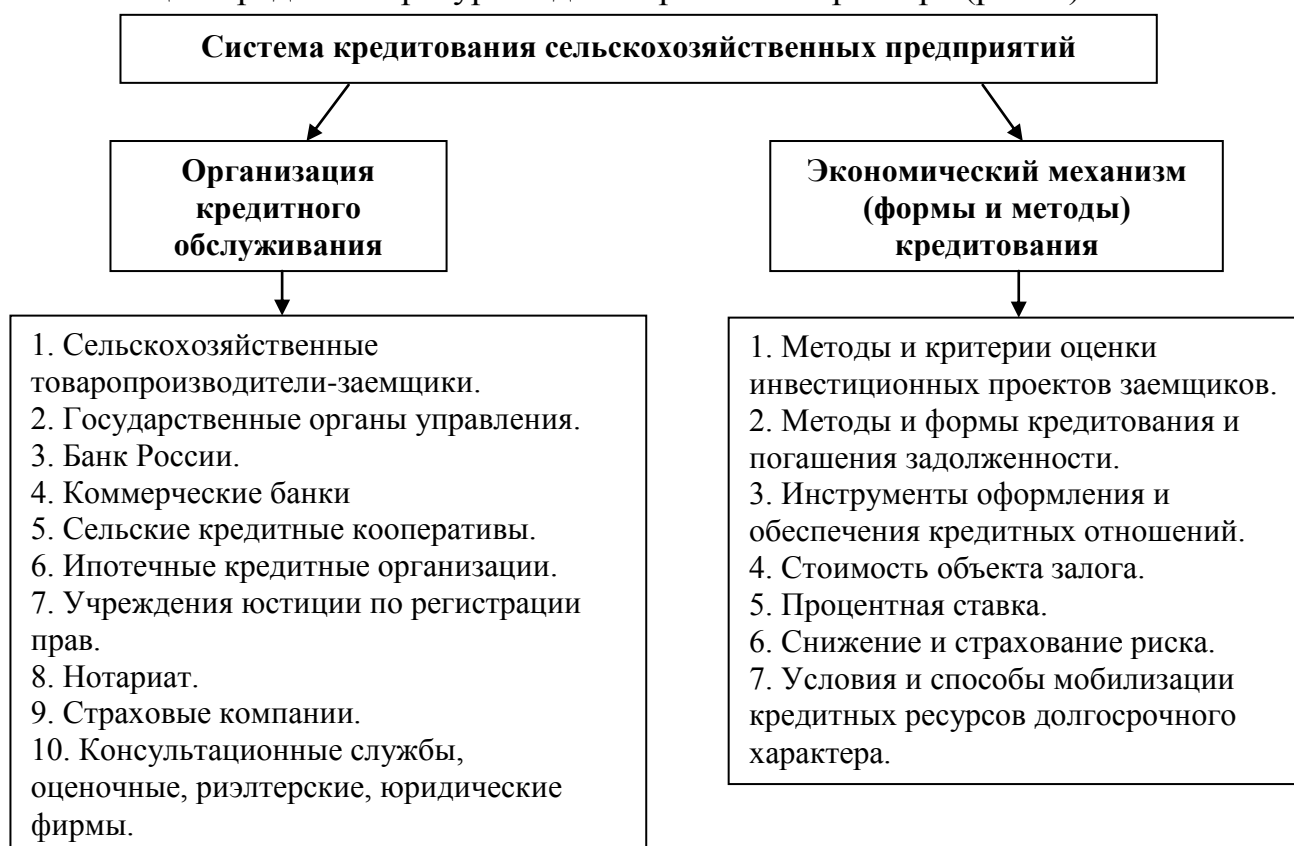 Система кредитования сельскохозяйственных предприятий
Организация
кредитного
обслуживания
Экономический механизм
(формы и методы)
кредитования
1. Сельскохозяйственные
товаропроизводители-заемщики.
2. Государственные органы управления.
3. Банк России.
4. Коммерческие банки
5. Сельские кредитные кооперативы.
6. Ипотечные кредитные организации.
7. Учреждения юстиции по регистрации
прав.
8. Нотариат.
9. Страховые компании.
10. Консультационные службы,
оценочные, риэлтерские, юридические
фирмы.
1. Методы и критерии оценки
инвестиционных проектов заемщиков.
2. Методы и формы кредитования и
погашения задолженности.
3. Инструменты оформления и
обеспечения кредитных отношений.
4. Стоимость объекта залога.
5. Процентная ставка.
6. Снижение и страхование риска.
7. Условия и способы мобилизации
кредитных ресурсов долгосрочного
характера.